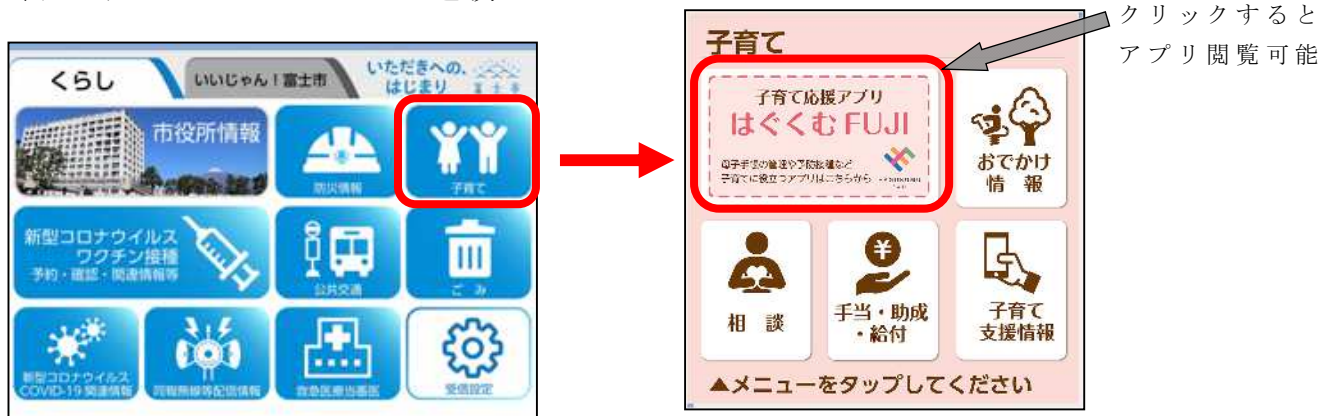 クリックすると
アプリ閲覧可能
くらし
いいじゃん！富士市
いただきへの、
はじまり 富士市
市役所情報
防災情報
子育て
新型コロナウイルス
ワクチン接種
予約・確認・関連情報等
公共交通
ごみ
新型コロナウイルス
COVID-19 関連情報
同報無線等配信情報
救急医療当番医
受信設定
子育て
子育て応援アプリ
はぐくむ FUJI
母子手帳の管理や予防接種など
子育てに役立つアプリはこちらから
おでかけ
情報
相談
手当・助成
・給付
子育て
支援情報
▲メニューをタップしてください